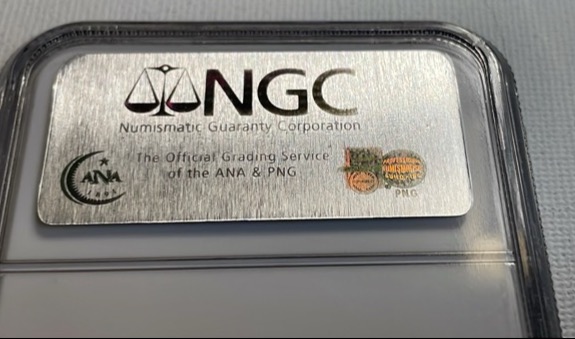 NGC
Numismatic Guaranty Corporation
"The Official Grading Service"
of the ANA & PNG
ANA
PNG